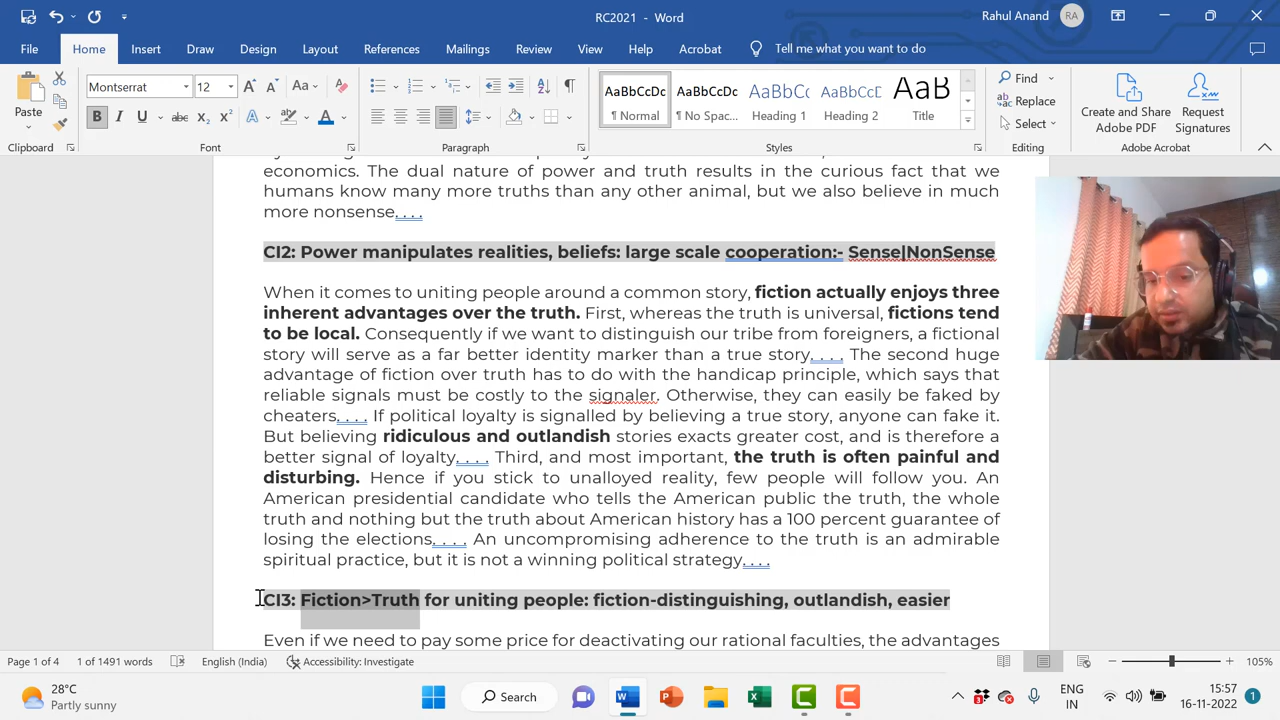 RC2021 - Word
Rahul Anand RA
File Home Insert Draw Design Layout References Mailings Review View Help Acrobat Tell me what you want to do
Paste
Clipboard
Montserrat 12
Font
Paragraph
AaBbCcDc AaBbCcDc AaBbCc AaBbCcD AaB
¶ Normal ¶ No Spac... Heading Heading 2 Title
Styles
Find
Replace
Select
Editing
Create and Share Adobe PDF
Request Signatures
Adobe Acrobat
economics. The dual nature of power and truth results in the curious fact that we
humans know many more truths than any other animal, but we also believe in much
more nonsense. . . .
CI2: Power manipulates realities, beliefs: large scale cooperation:- Sense|NonSense
When it comes to uniting people around a common story, fiction actually enjoys three
inherent advantages over the truth. First, whereas the truth is universal, fictions tend
to be local. Consequently if we want to distinguish our tribe from foreigners, a fictional
story will serve as a far better identity marker than a true story. . . . The second huge
advantage of fiction over truth has to do with the handicap principle, which says that
reliable signals must be costly to the signaler. Otherwise, they can easily be faked by
cheaters. . . . If political loyalty is signalled by believing a true story, anyone can fake it.
But believing ridiculous and outlandish stories exacts greater cost, and is therefore a
better signal of loyalty. . . . Third, and most important, the truth is often painful and
disturbing. Hence if you stick to unalloyed reality, few people will follow you. An
American presidential candidate who tells the American public the truth, the whole
truth and nothing but the truth about American history has a 100 percent guarantee of
losing the elections. . . . An uncompromising adherence to the truth is an admirable
spiritual practice, but it is not a winning political strategy. . . .
CI3: Fiction>Truth for uniting people: fiction-distinguishing, outlandish, easier
Even if we need to pay some price for deactivating our rational faculties, the advantages
Page 1 of 4 1 of 1491 words English (India) Accessibility: Investigate 105%
28°C
Partly sunny
Search
ENG
IN
15:57
16-11-2022
1